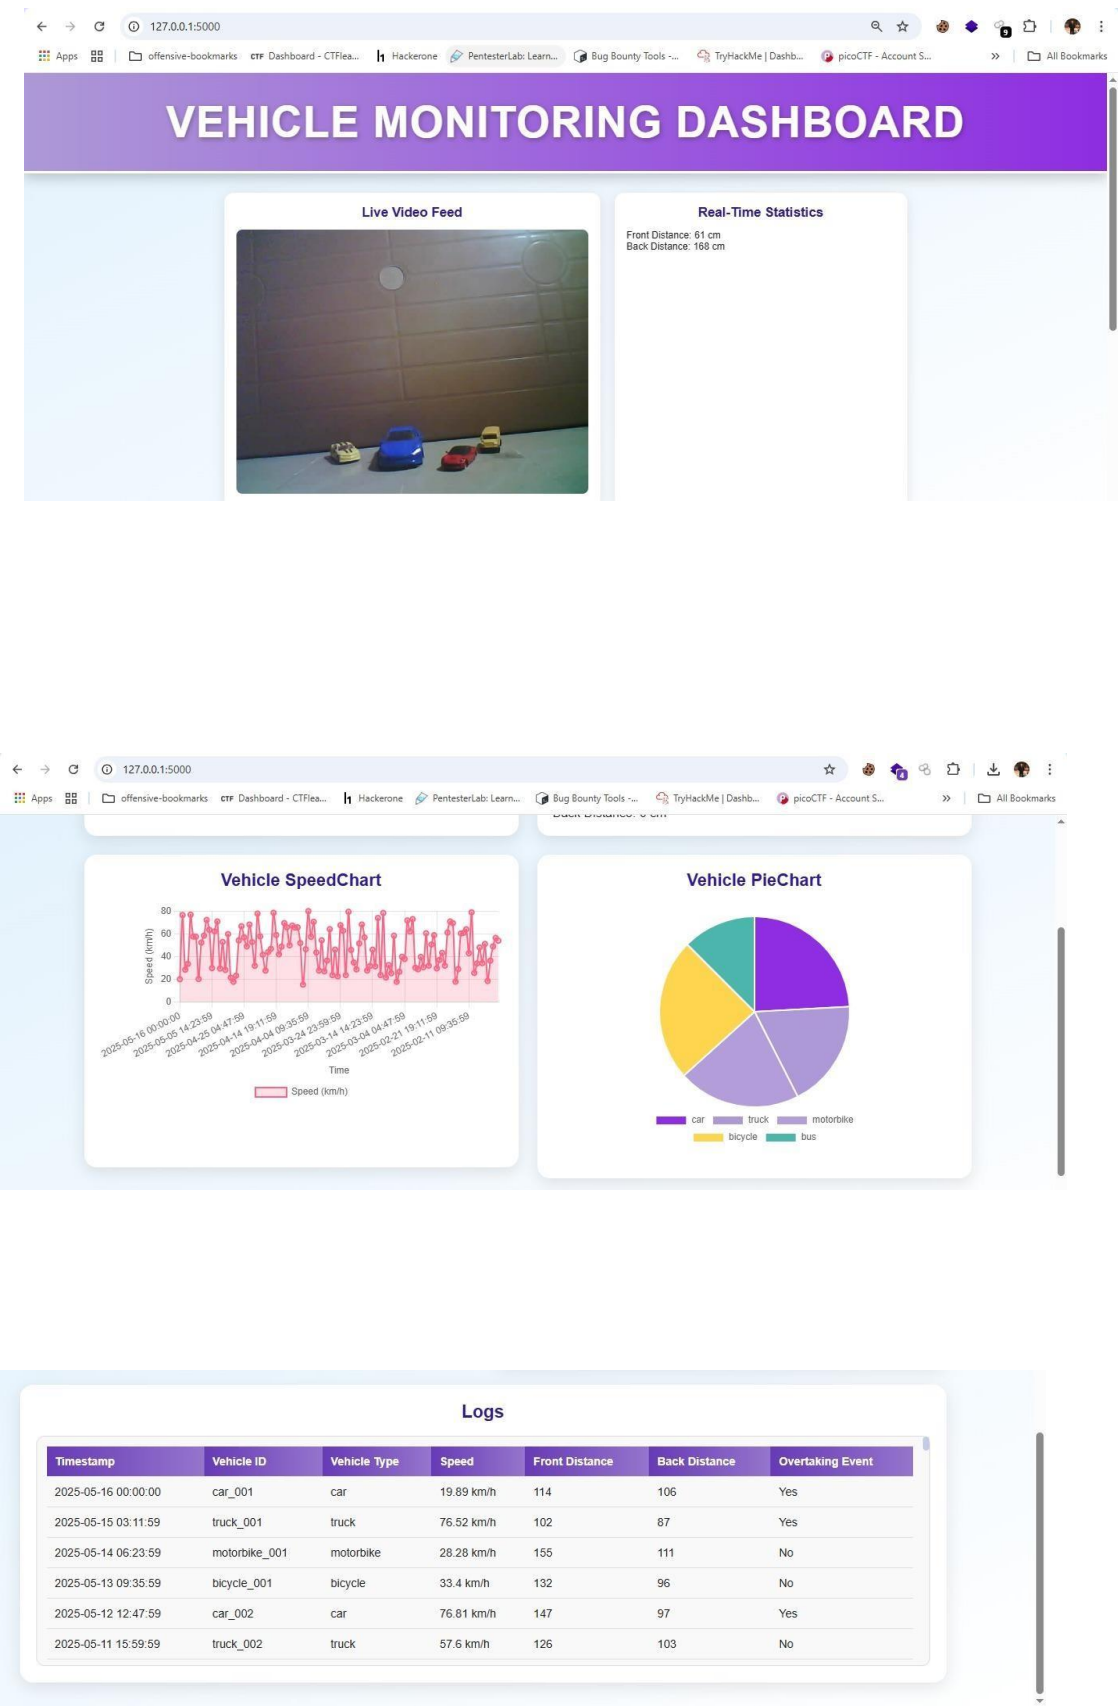 127.0.0.1:5000
9
Apps offensive-bookmarks CTF Dashboard - CTFlea... h1 Hackerone PentesterLab: Learn... Bug Bounty Tools -... TryHackMe | Dashb... picoCTF - Account S... » All Bookmarks
VEHICLE MONITORING DASHBOARD
Live Video Feed
Real-Time Statistics
Front Distance: 61 cm
Back Distance: 168 cm
127.0.0.1:5000
4
Apps offensive-bookmarks CTF Dashboard - CTFlea... h1 Hackerone PentesterLab: Learn... Bug Bounty Tools -... TryHackMe | Dashb... picoCTF - Account S... » All Bookmarks
Vehicle SpeedChart
80
60
40
20
0
Speed (km/h)
2025-05-16 00:00:00
2025-05-05 14:23:59
2025-04-25 04:47:59
2025-04-14 19:11:59
2025-04-04 09:35:59
2025-03-24 23:59:59
2025-03-14 14:23:59
2025-03-04 04:47:59
2025-02-21 19:11:59
2025-02-11 09:35:59
Time
Speed (km/h)
Vehicle PieChart
car truck motorbike
bicycle bus
Logs
Timestamp Vehicle ID Vehicle Type Speed Front Distance Back Distance Overtaking Event
2025-05-16 00:00:00 car_001 car 19.89 km/h 114 106 Yes
2025-05-15 03:11:59 truck_001 truck 76.52 km/h 102 87 Yes
2025-05-14 06:23:59 motorbike_001 motorbike 28.28 km/h 155 111 No
2025-05-13 09:35:59 bicycle_001 bicycle 33.4 km/h 132 96 No
2025-05-12 12:47:59 car_002 car 76.81 km/h 147 97 Yes
2025-05-11 15:59:59 truck_002 truck 57.6 km/h 126 103 No